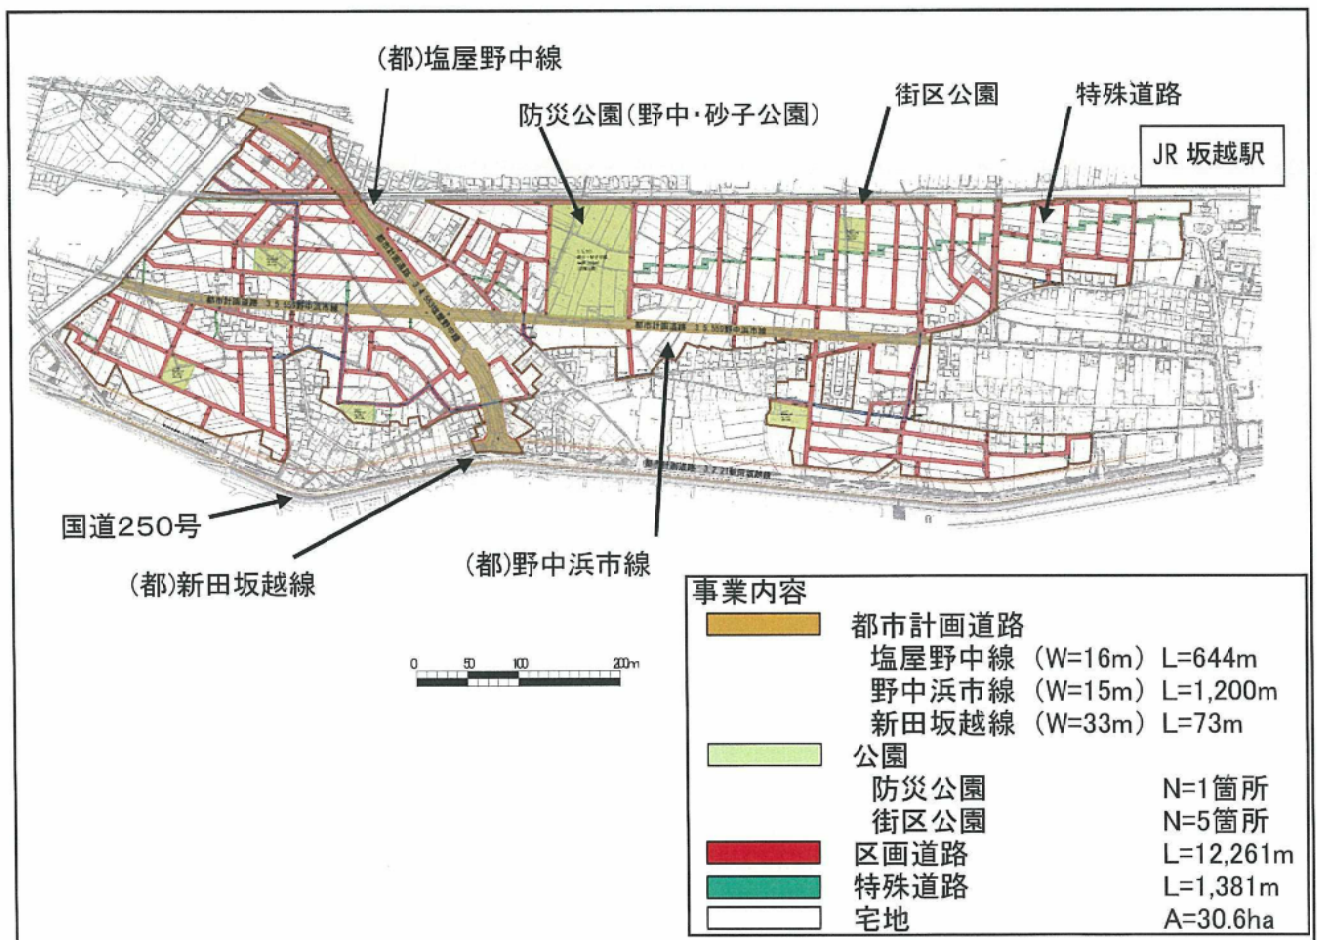 (都)塩屋野中線
防災公園(野中・砂子公園)
街区公園
特殊道路
JR 坂越駅
国道250号
(都)新田坂越線
(都)野中浜市線
0 50 100 200m
事業内容
都市計画道路
塩屋野中線 (W=16m) L=644m
野中浜市線 (W=15m) L=1,200m
新田坂越線 (W=33m) L=73m
公園
防災公園 N=1箇所
街区公園 N=5箇所
区画道路 L=12,261m
特殊道路 L=1,381m
宅地 A=30.6ha